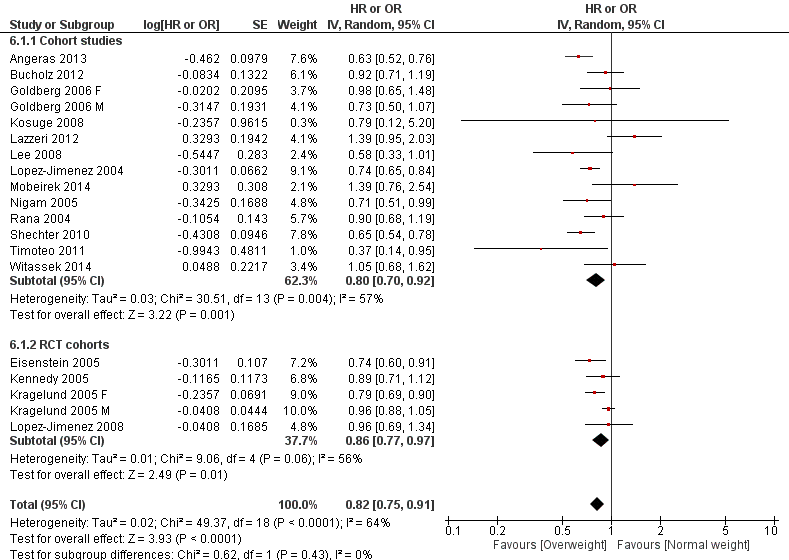 HR or OR HR or OR
Study or Subgroup log[HR or OR] SE Weight IV, Random, 95% CI IV, Random, 95% CI
6.1.1 Cohort studies
Angeras 2013 -0.462 0.0979 7.6% 0.63 [0.52, 0.76]
Bucholz 2012 -0.0834 0.1322 6.1% 0.92 [0.71, 1.19]
Goldberg 2006 F -0.0202 0.2095 3.7% 0.98 [0.65, 1.48]
Goldberg 2006 M -0.3147 0.1931 4.2% 0.73 [0.50, 1.07]
Kosuge 2008 -0.2357 0.9615 0.3% 0.79 [0.12, 5.20]
Lazzeri 2012 0.3293 0.1942 4.1% 1.39 [0.95, 2.03]
Lee 2008 -0.5447 0.283 2.4% 0.58 [0.33, 1.01]
Lopez-Jimenez 2004 -0.3011 0.0662 9.1% 0.74 [0.65, 0.84]
Mobeirek 2014 0.3293 0.308 2.1% 1.39 [0.76, 2.54]
Nigam 2005 -0.3425 0.1688 4.8% 0.71 [0.51, 0.99]
Rana 2004 -0.1054 0.143 5.7% 0.90 [0.68, 1.19]
Shechter 2010 -0.4308 0.0946 7.8% 0.65 [0.54, 0.78]
Timoteo 2011 -0.9943 0.4811 1.0% 0.37 [0.14, 0.95]
Witassek 2014 0.0488 0.2217 3.4% 1.05 [0.68, 1.62]
Subtotal (95% CI) 62.3% 0.80 [0.70, 0.92]
Heterogeneity: Tau² = 0.03; Chi² = 30.51, df = 13 (P = 0.004); I² = 57%
Test for overall effect: Z = 3.22 (P = 0.001)
6.1.2 RCT cohorts
Eisenstein 2005 -0.3011 0.107 7.2% 0.74 [0.60, 0.91]
Kennedy 2005 -0.1165 0.1173 6.8% 0.89 [0.71, 1.12]
Kragelund 2005 F -0.2357 0.0691 9.0% 0.79 [0.69, 0.90]
Kragelund 2005 M -0.0408 0.0444 10.0% 0.96 [0.88, 1.05]
Lopez-Jimenez 2008 -0.0408 0.1685 4.8% 0.96 [0.69, 1.34]
Subtotal (95% CI) 37.7% 0.86 [0.77, 0.97]
Heterogeneity: Tau² = 0.01; Chi² = 9.06, df = 4 (P = 0.06); I² = 56%
Test for overall effect: Z = 2.49 (P = 0.01)
Total (95% CI) 100.0% 0.82 [0.75, 0.91]
Heterogeneity: Tau² = 0.02; Chi² = 49.37, df = 18 (P < 0.0001); I² = 64%
0.1 0.2 0.5 1 2 5 10
Test for overall effect: Z = 3.93 (P < 0.0001)
Favours [Overweight] Favours [Normal weight]
Test for subgroup differences: Chi² = 0.62, df = 1 (P = 0.43), I² = 0%